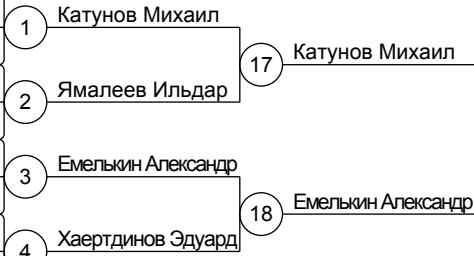 1
Катунов Михаил
17
Катунов Михаил
2
Ямалеев Ильдар
3
Емелькин Александр
18
Емелькин Александр
4
Хаертдинов Эдуард